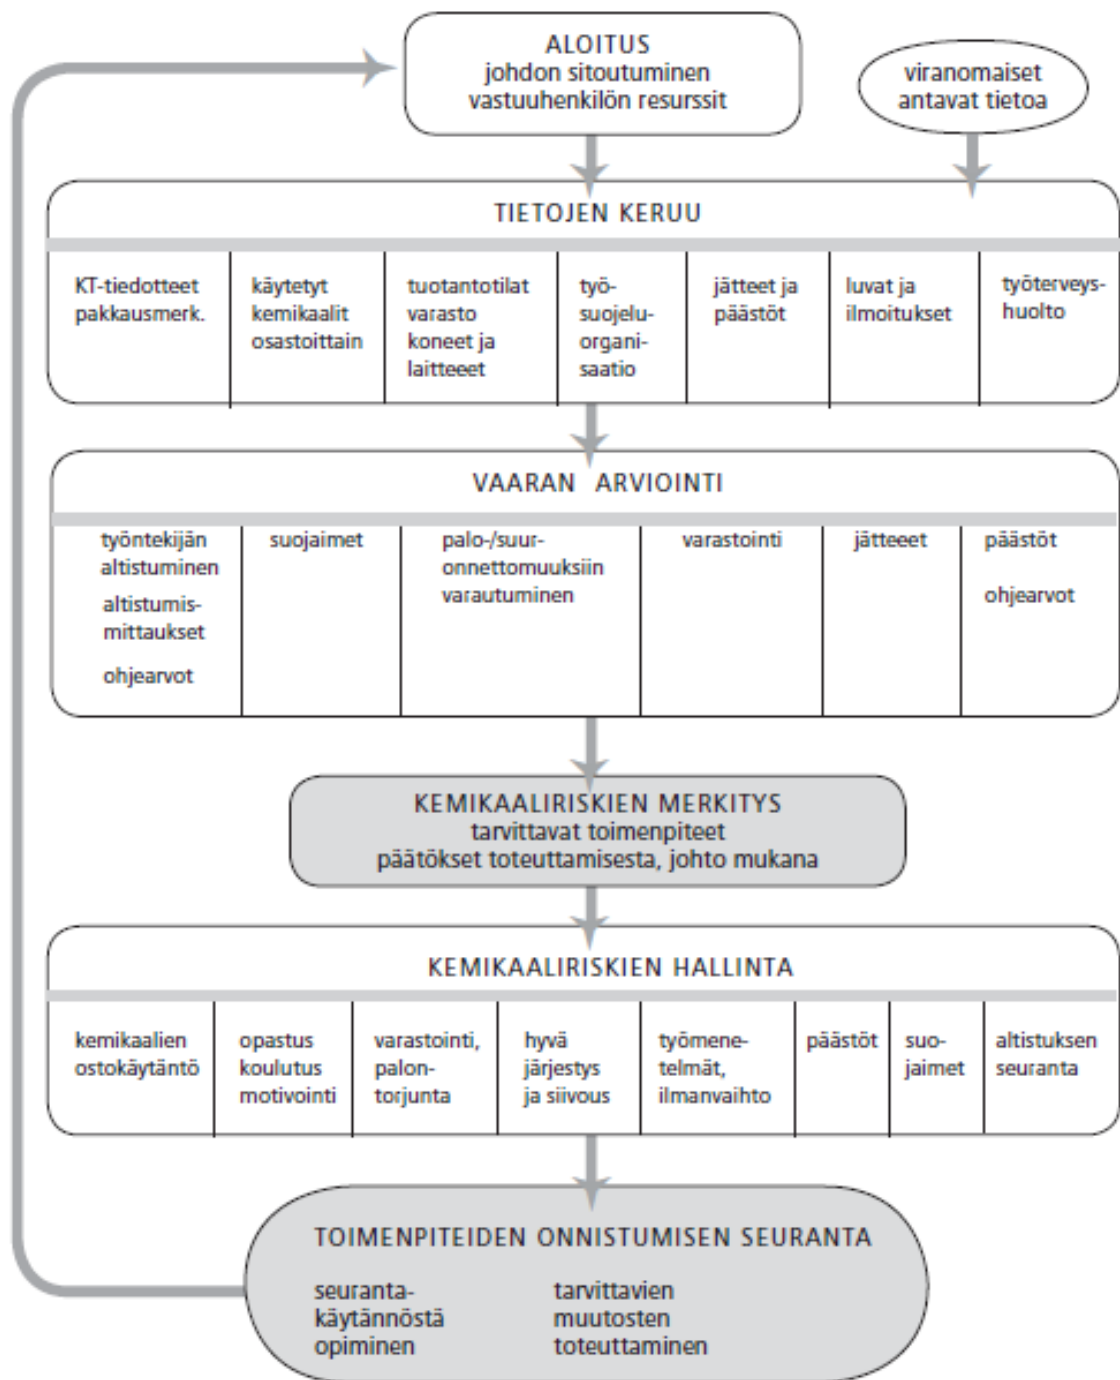 ALOITUS
johdon sitoutuminen
vastuuhenkilön resurssit
viranomaiset
antavat tietoa
TIETOJEN KERUU
KT-tiedotteet
pakkausmerk.
käytetyt
kemikaalit
osastoittain
tuotantotilat
varasto
koneet ja
laitteeet
työ-
suojelu-
organi-
saatio
jätteet ja
päästöt
luvat ja
ilmoitukset
työterveys-
huolto
VAARAN ARVIOINTI
työntekijän
altistuminen
altistumis-
mittaukset
ohjearvot
suojaimet
palo-/suur-
onnettomuuksiin
varautuminen
varastointi
jätteeet
päästöt
ohjearvot
KEMIKAALIRISKIEN MERKITYS
tarvittavat toimenpiteet
päätökset toteuttamisesta, johto mukana
KEMIKAALIRISKIEN HALLINTA
kemikaalien
ostokäytäntö
opastus
koulutus
motivointi
varastointi,
palon-
torjunta
hyvä
järjestys
ja siivous
työmene-
telmät,
ilmanvaihto
päästöt
suo-
jaimet
altistuksen
seuranta
TOIMENPITEIDEN ONNISTUMISEN SEURANTA
seuranta-
käytännöstä
opiminen
tarvittavien
muutosten
toteuttaminen